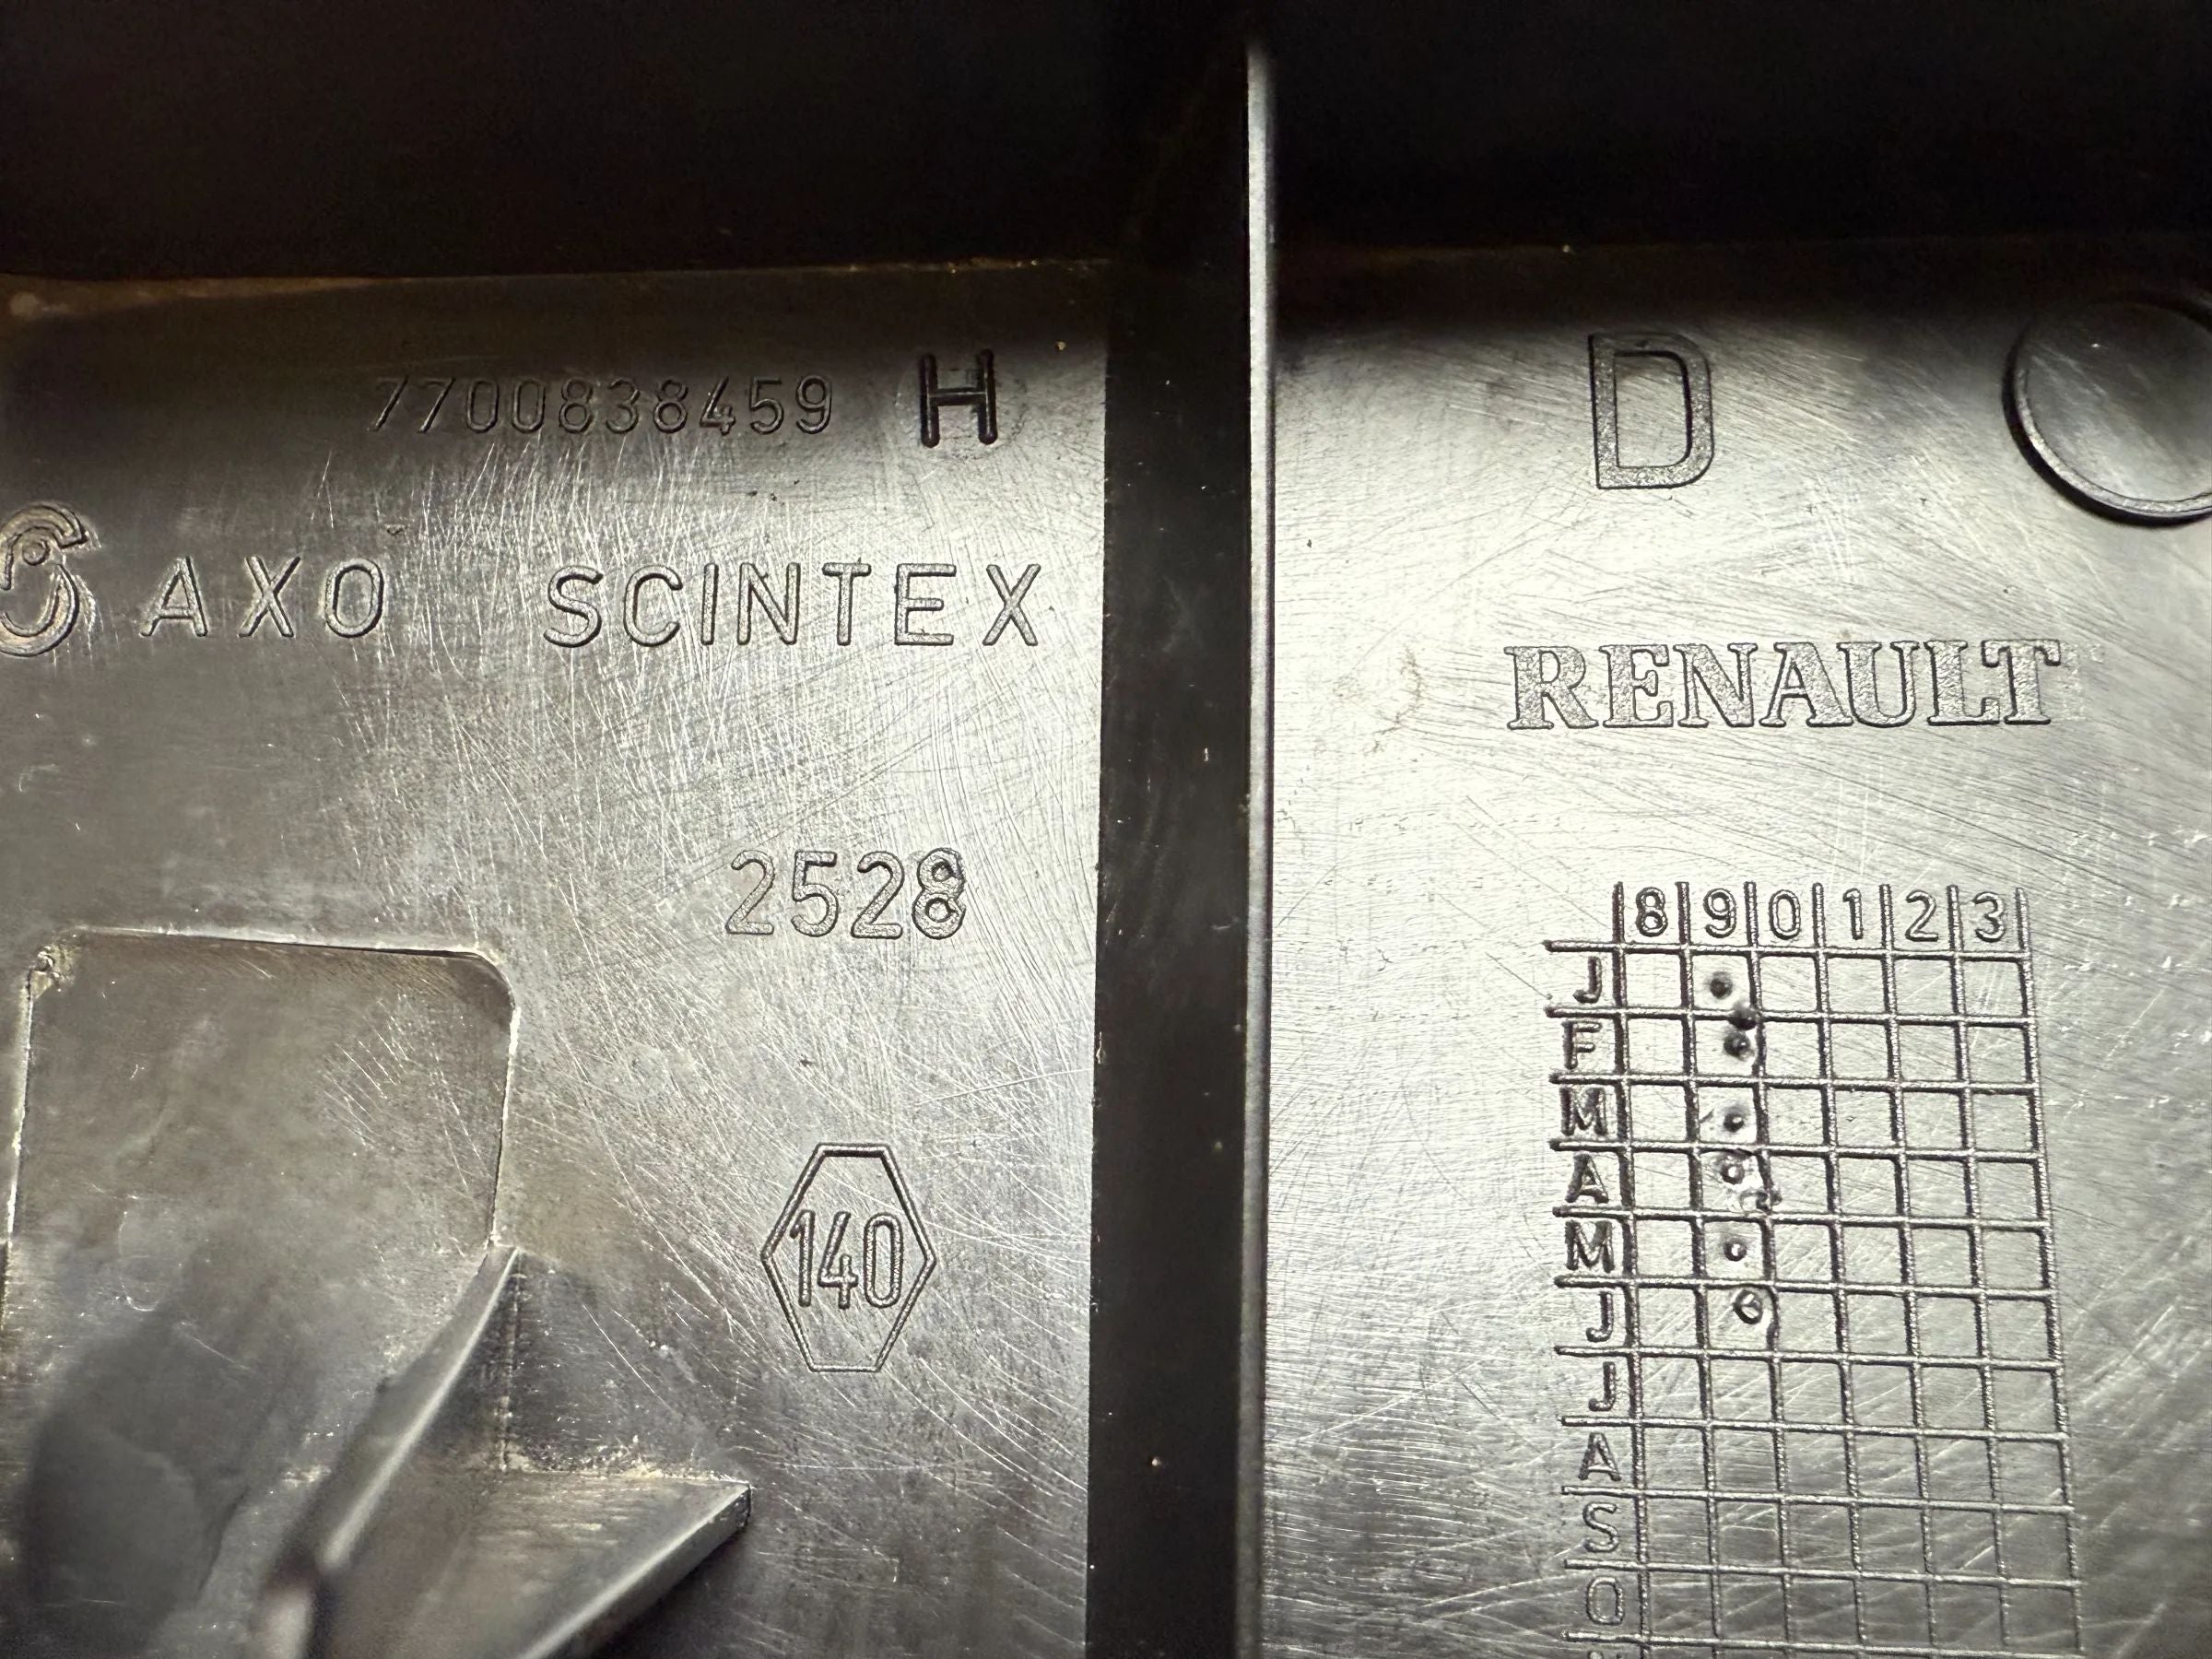 7700838459 H
AXO SCINTEX
2528
140
D
RENAULT
8 9 0 1 2 3
J
F
M
A
M
J
J
A
S
O